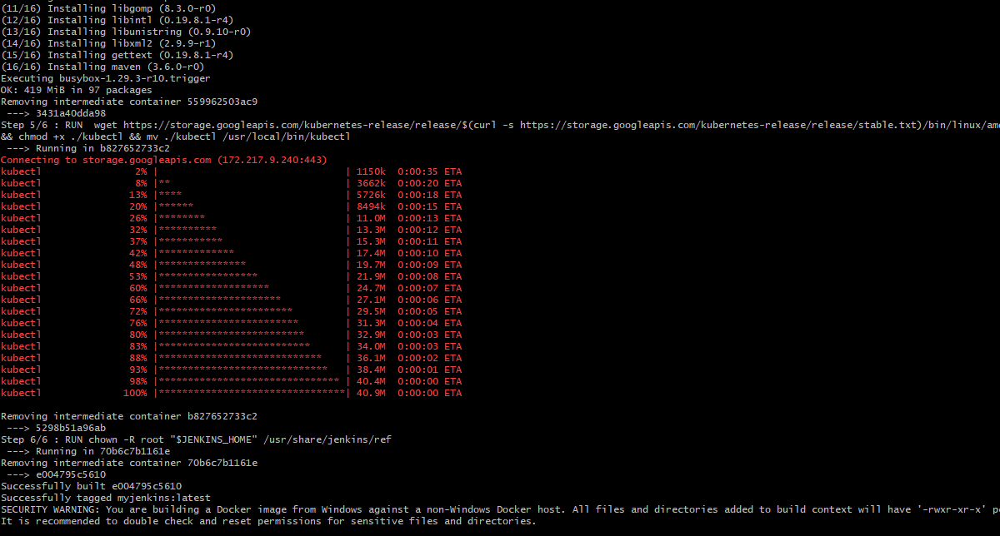 (11/16) Installing libgomp (8.3.0-r0)
(12/16) Installing libintl (0.19.8.1-r4)
(13/16) Installing libunistring (0.9.10-r0)
(14/16) Installing libxml2 (2.9.9-r1)
(15/16) Installing gettext (0.19.8.1-r4)
(16/16) Installing maven (3.6.0-r0)
Executing busybox-1.29.3-r10.trigger
OK: 419 MiB in 97 packages
Removing intermediate container 559962503ac9
 ---> 3431a40dda98
Step 5/6 : RUN  wget https://storage.googleapis.com/kubernetes-release/release/$(curl -s https://storage.googleapis.com/kubernetes-release/release/stable.txt)/bin/linux/am
&& chmod +x ./kubectl && mv ./kubectl /usr/local/bin/kubectl
 ---> Running in b827652733c2
Connecting to storage.googleapis.com (172.217.9.240:443)
kubectl                2% |                                | 1150k  0:00:35 ETA
kubectl                8% |**                              | 3662k  0:00:20 ETA
kubectl               13% |****                            | 5726k  0:00:18 ETA
kubectl               20% |******                          | 8494k  0:00:15 ETA
kubectl               26% |********                        | 11.0M  0:00:13 ETA
kubectl               32% |**********                      | 13.3M  0:00:12 ETA
kubectl               37% |***********                     | 15.3M  0:00:11 ETA
kubectl               42% |*************                   | 17.4M  0:00:10 ETA
kubectl               48% |***************                 | 19.7M  0:00:09 ETA
kubectl               53% |*****************               | 21.9M  0:00:08 ETA
kubectl               60% |*******************             | 24.7M  0:00:07 ETA
kubectl               66% |*********************           | 27.1M  0:00:06 ETA
kubectl               72% |***********************         | 29.5M  0:00:05 ETA
kubectl               76% |************************        | 31.3M  0:00:04 ETA
kubectl               80% |*************************       | 32.9M  0:00:03 ETA
kubectl               83% |**************************      | 34.0M  0:00:03 ETA
kubectl               88% |****************************    | 36.1M  0:00:02 ETA
kubectl               93% |*****************************   | 38.4M  0:00:01 ETA
kubectl               98% |******************************* | 40.4M  0:00:00 ETA
kubectl              100% |********************************| 40.9M  0:00:00 ETA
Removing intermediate container b827652733c2
 ---> 5298b51a96ab
Step 6/6 : RUN chown -R root "$JENKINS_HOME" /usr/share/jenkins/ref
 ---> Running in 70b6c7b1161e
Removing intermediate container 70b6c7b1161e
 ---> e004795c5610
Successfully built e004795c5610
Successfully tagged myjenkins:latest
SECURITY WARNING: You are building a Docker image from Windows against a non-Windows Docker host. All files and directories added to build context will have '-rwxr-xr-x' p
It is recommended to double check and reset permissions for sensitive files and directories.